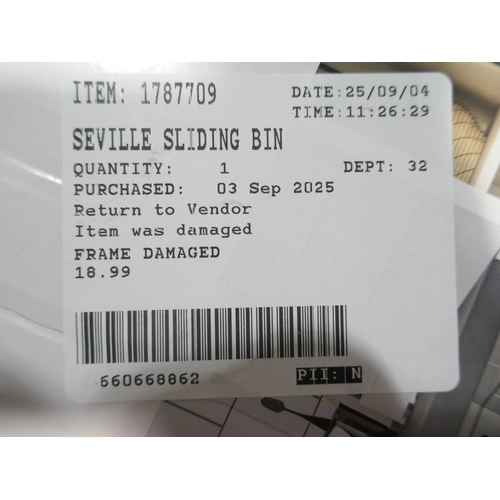 ITEM: 1787709 DATE:25/09/04
TIME:11:26:29
SEVILLE SLIDING BIN
QUANTITY: 1 DEPT: 32
PURCHASED: 03 Sep 2025
Return to Vendor
Item was damaged
FRAME DAMAGED
18.99
660668862 PII: N